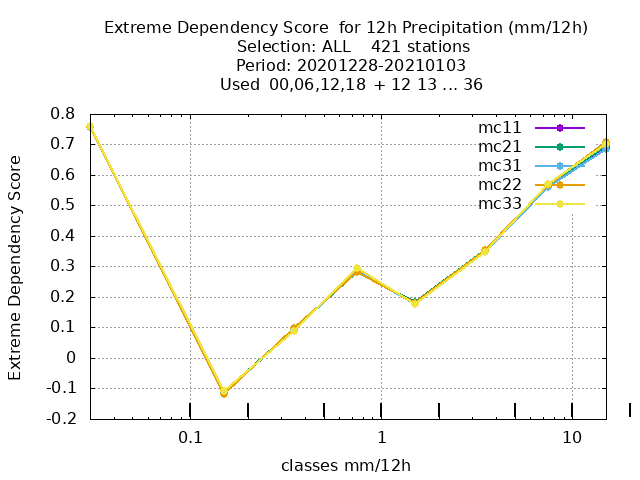 Extreme Dependency Score  for 12h Precipitation (mm/12h)
Selection: ALL    421 stations
Period: 20201228-20210103
Used  00,06,12,18  + 12 13 ... 36
Extreme Dependency Score
0.8
0.7
0.6
0.5
0.4
0.3
0.2
0.1
0
-0.1
-0.2
mc11
mc21
mc31
mc22
mc33
0.1
1
10
classes mm/12h